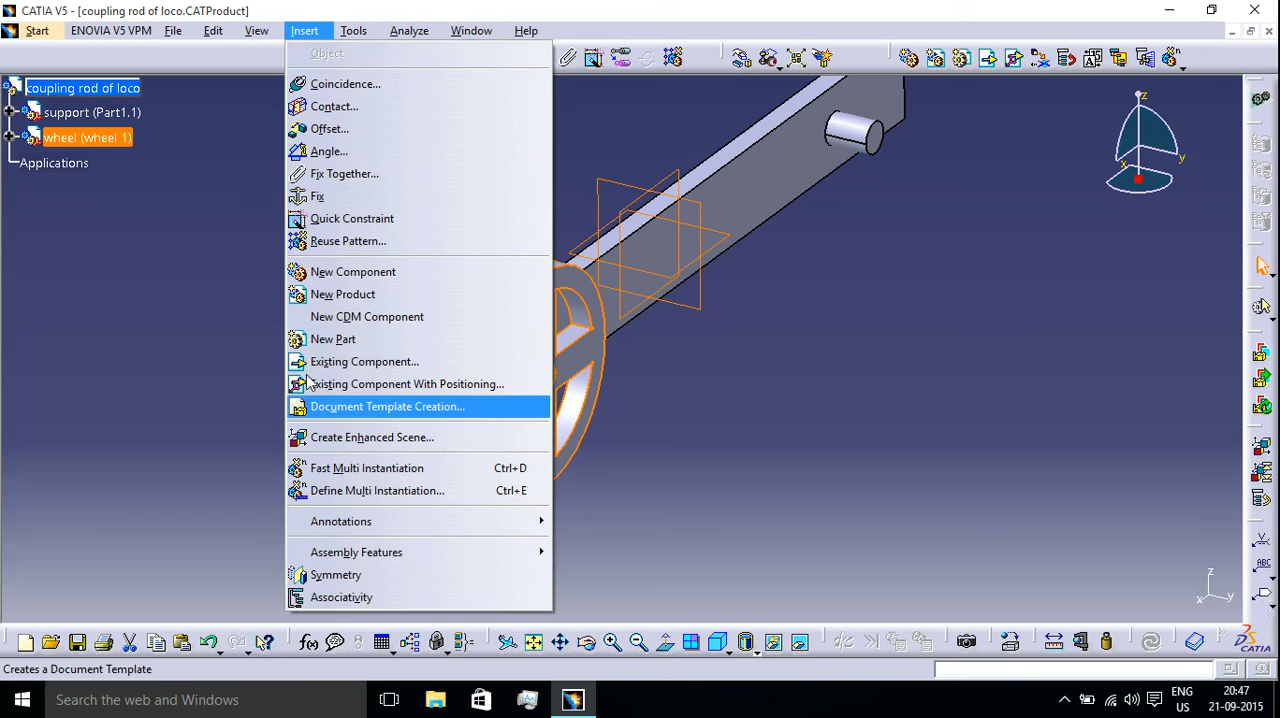 CATIA V5 - [coupling rod of loco.CATProduct]
Start ENOVIA V5 VPM File Edit View Insert Tools Analyze Window Help
Object
Coincidence...
Contact...
Offset...
Angle...
Fix Together...
Fix
Quick Constraint
Reuse Pattern...
New Component
New Product
New CDM Component
New Part
Existing Component...
Existing Component With Positioning...
Document Template Creation...
Create Enhanced Scene...
Fast Multi Instantiation Ctrl+D
Define Multi Instantiation... Ctrl+E
Annotations
Assembly Features
Symmetry
Associativity
coupling rod of loco
support (Part1.1)
wheel (wheel 1)
Applications
z
x
y
z
x
y
ABC
f(x)
CATIA
Creates a Document Template
Search the web and Windows
ENG
US
20:47
21-09-2015